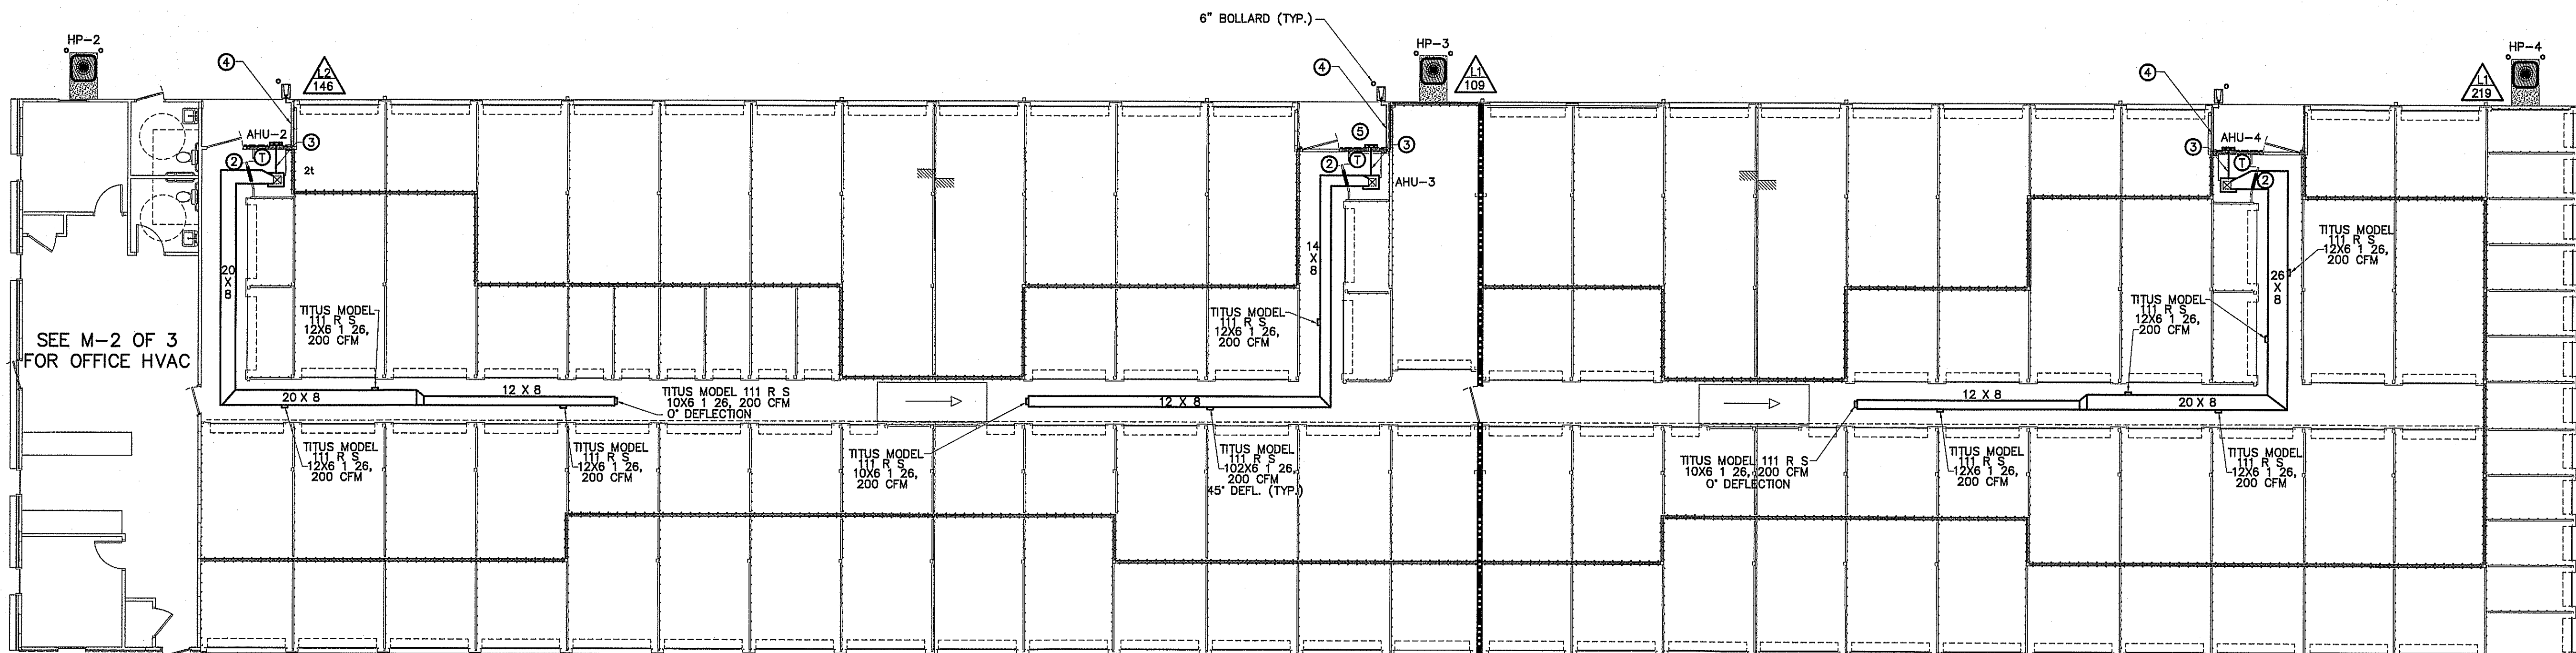 6" BOLLARD (TYP.)
HP-2
HP-3
HP-4
4
L2
146
4
L1
109
4
L1
219
AHU-2
3
2
T
2t
5
3
2
T
AHU-3
AHU-4
3
T
2
20
X
8
14
X
8
26
X
8
TITUS MODEL
111 R S
12X6 1 26,
200 CFM
SEE M-2 OF 3
FOR OFFICE HVAC
TITUS MODEL
111 R S
12X6 1 26,
200 CFM
TITUS MODEL
111 R S
12X6 1 26,
200 CFM
TITUS MODEL
111 R S
12X6 1 26,
200 CFM
20 X 8
12 X 8
TITUS MODEL 111 R S
10X6 1 26, 200 CFM
0° DEFLECTION
12 X 8
12 X 8
20 X 8
TITUS MODEL
111 R S
12X6 1 26,
200 CFM
TITUS MODEL
111 R S
12X6 1 26,
200 CFM
TITUS MODEL
111 R S
10X6 1 26,
200 CFM
TITUS MODEL
111 R S
102X6 1 26,
200 CFM
45° DEFL. (TYP.)
TITUS MODEL 111 R S
10X6 1 26, 200 CFM
0° DEFLECTION
TITUS MODEL
111 R S
12X6 1 26,
200 CFM
TITUS MODEL
111 R S
12X6 1 26,
200 CFM